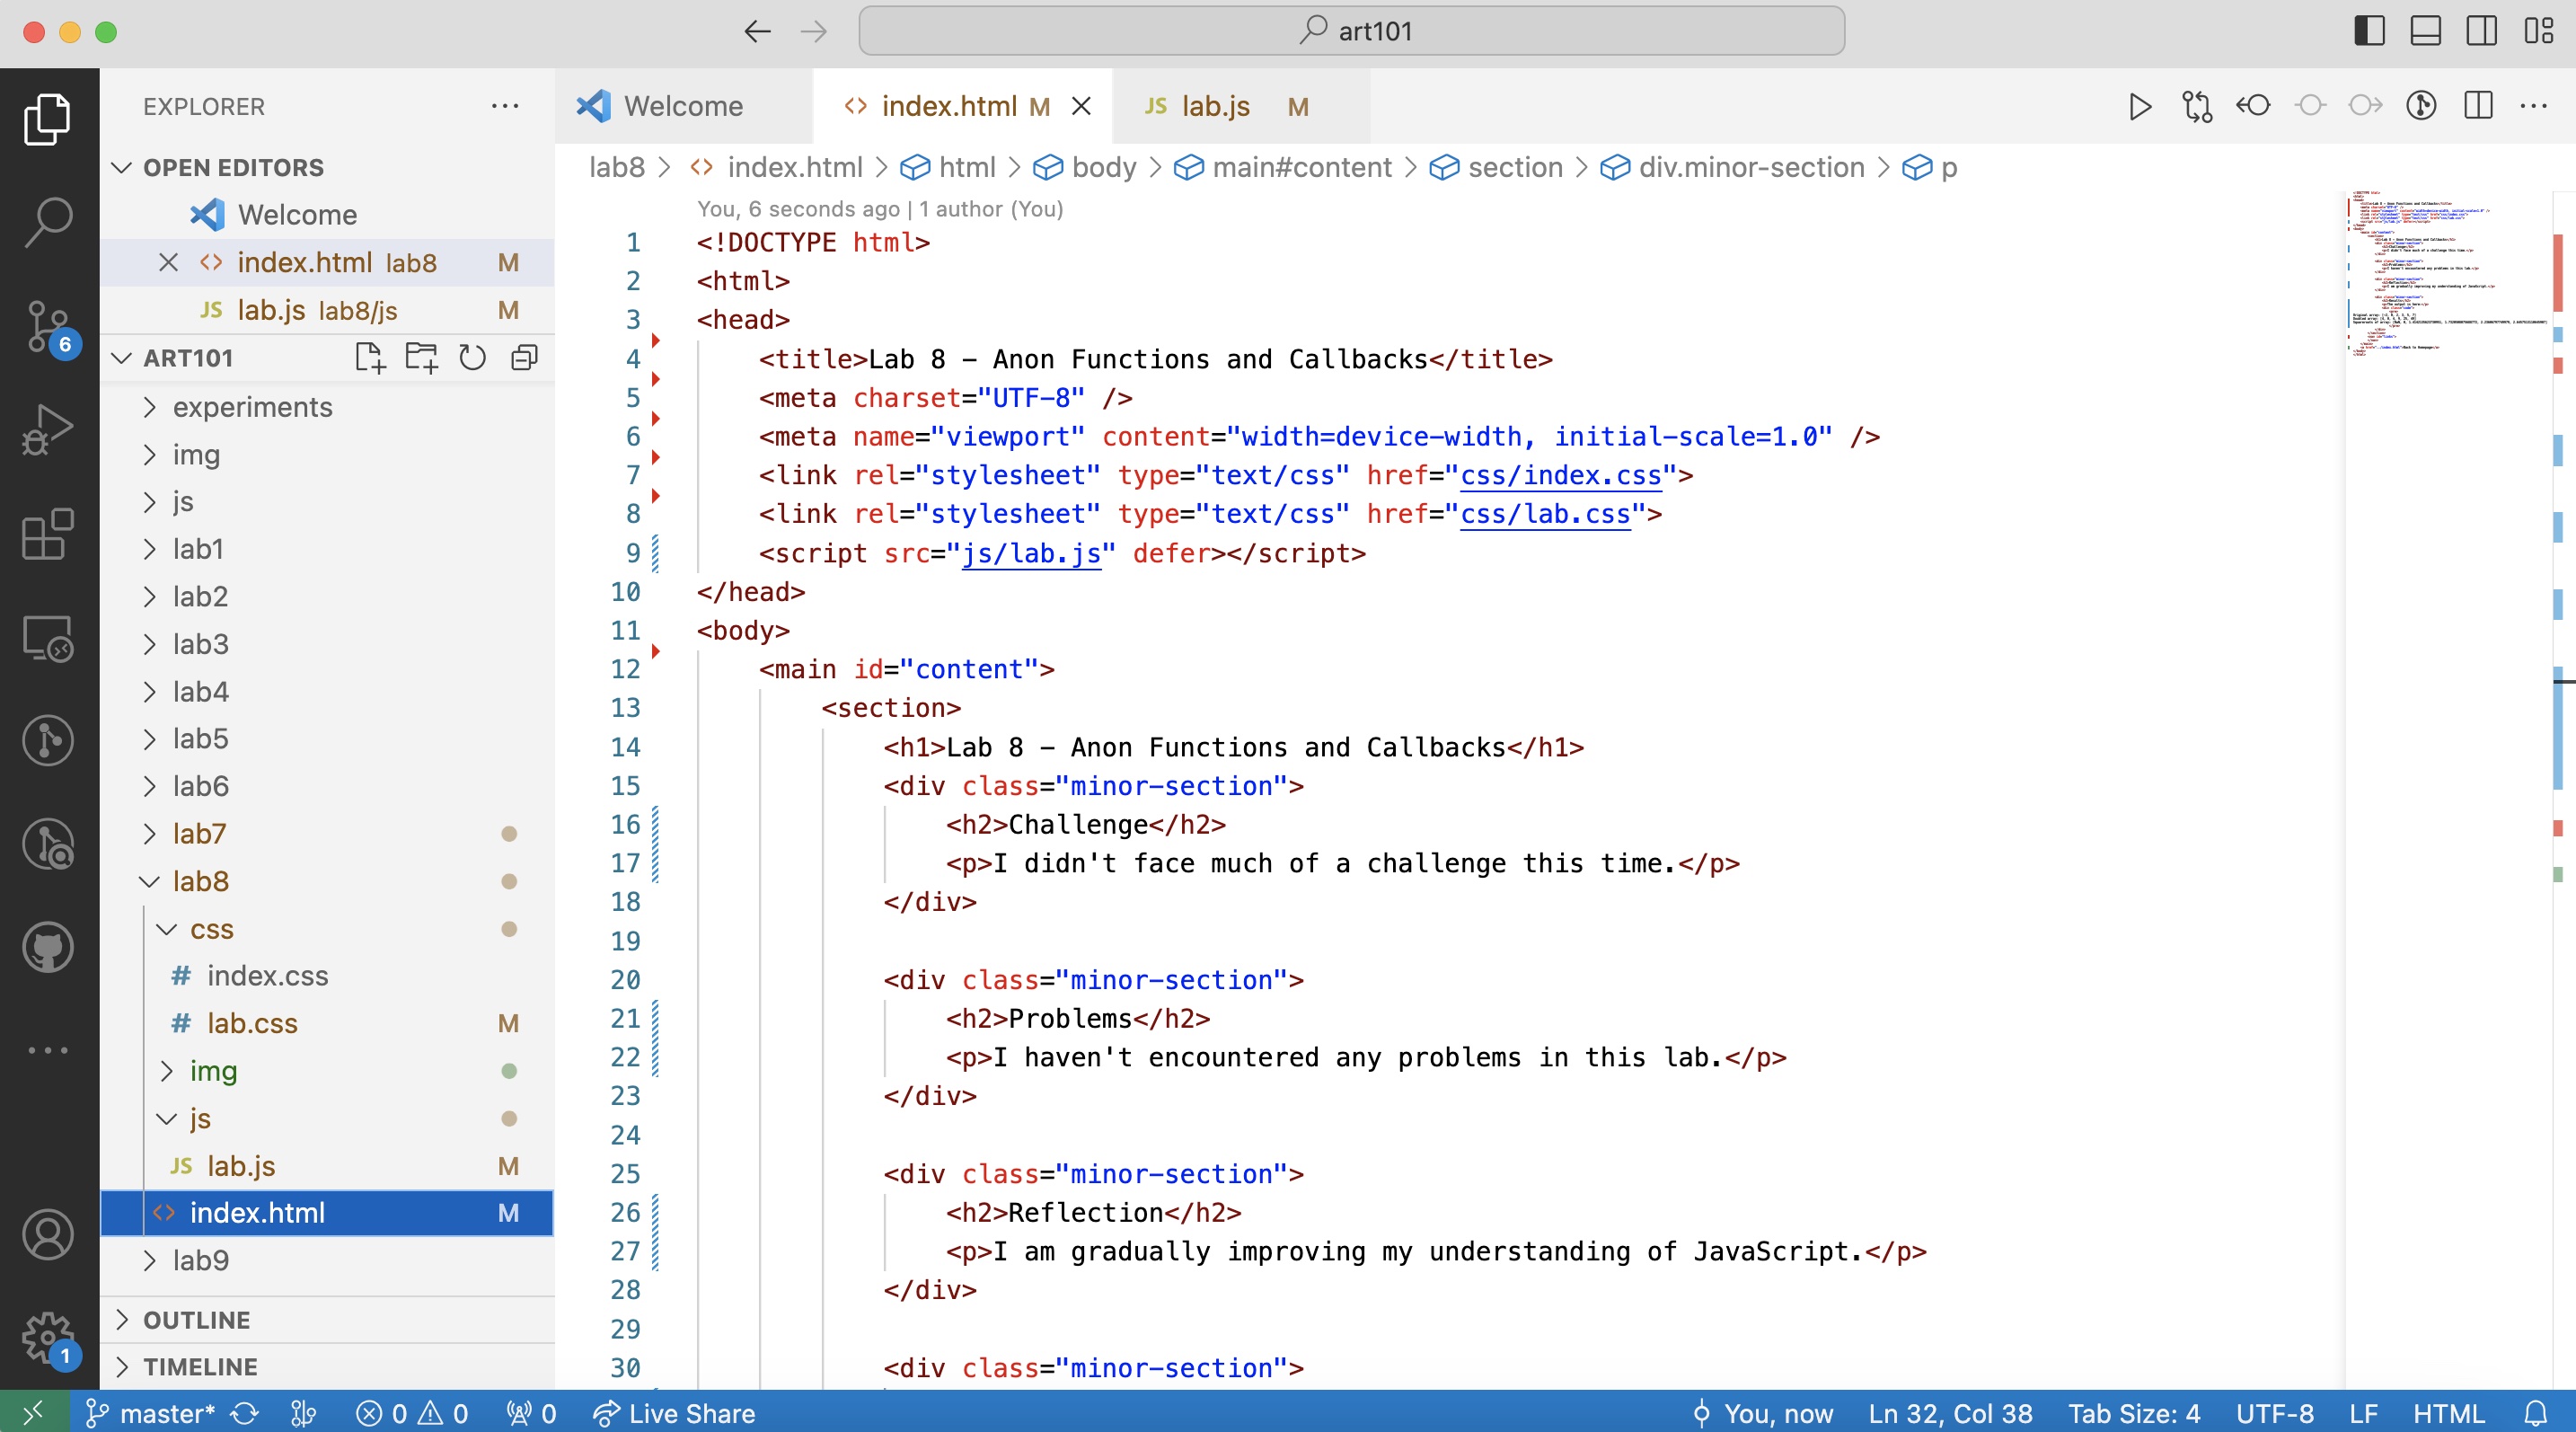 art101
EXPLORER
Welcome
index.html M
JS lab.js M
OPEN EDITORS
Welcome
index.html lab8 M
JS lab.js lab8/js M
ART101
experiments
img
js
lab1
lab2
lab3
lab4
lab5
lab6
lab7
lab8
css
# index.css
# lab.css M
img
js
JS lab.js M
index.html M
lab9
OUTLINE
TIMELINE
6
1
lab8 > index.html > html > body > main#content > section > div.minor-section > p
You, 6 seconds ago | 1 author (You)
1 <!DOCTYPE html>
2 <html>
3 <head>
4 <title>Lab 8 - Anon Functions and Callbacks</title>
5 <meta charset="UTF-8" />
6 <meta name="viewport" content="width=device-width, initial-scale=1.0" />
7 <link rel="stylesheet" type="text/css" href="css/index.css">
8 <link rel="stylesheet" type="text/css" href="css/lab.css">
9 <script src="js/lab.js" defer></script>
10 </head>
11 <body>
12 <main id="content">
13 <section>
14 <h1>Lab 8 - Anon Functions and Callbacks</h1>
15 <div class="minor-section">
16 <h2>Challenge</h2>
17 <p>I didn't face much of a challenge this time.</p>
18 </div>
19
20 <div class="minor-section">
21 <h2>Problems</h2>
22 <p>I haven't encountered any problems in this lab.</p>
23 </div>
24
25 <div class="minor-section">
26 <h2>Reflection</h2>
27 <p>I am gradually improving my understanding of JavaScript.</p>
28 </div>
29
30 <div class="minor-section">
master* 0 0 0 Live Share You, now Ln 32, Col 38 Tab Size: 4 UTF-8 LF HTML